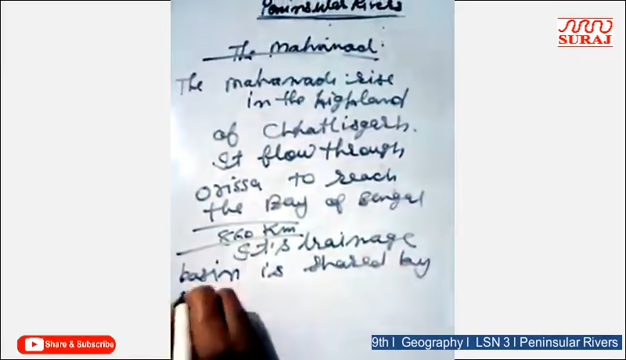 Peninsular Rivers
The Mahanad.
The mahanadi rise
in the highland
of Chhattisgarh.
It flow through
Orissa to reach
the Bay of Bengal
860 Km
It's drainage
basin is shared by
SURAJ
Share & Subscribe
9th I Geography I LSN 3 I Peninsular Rivers